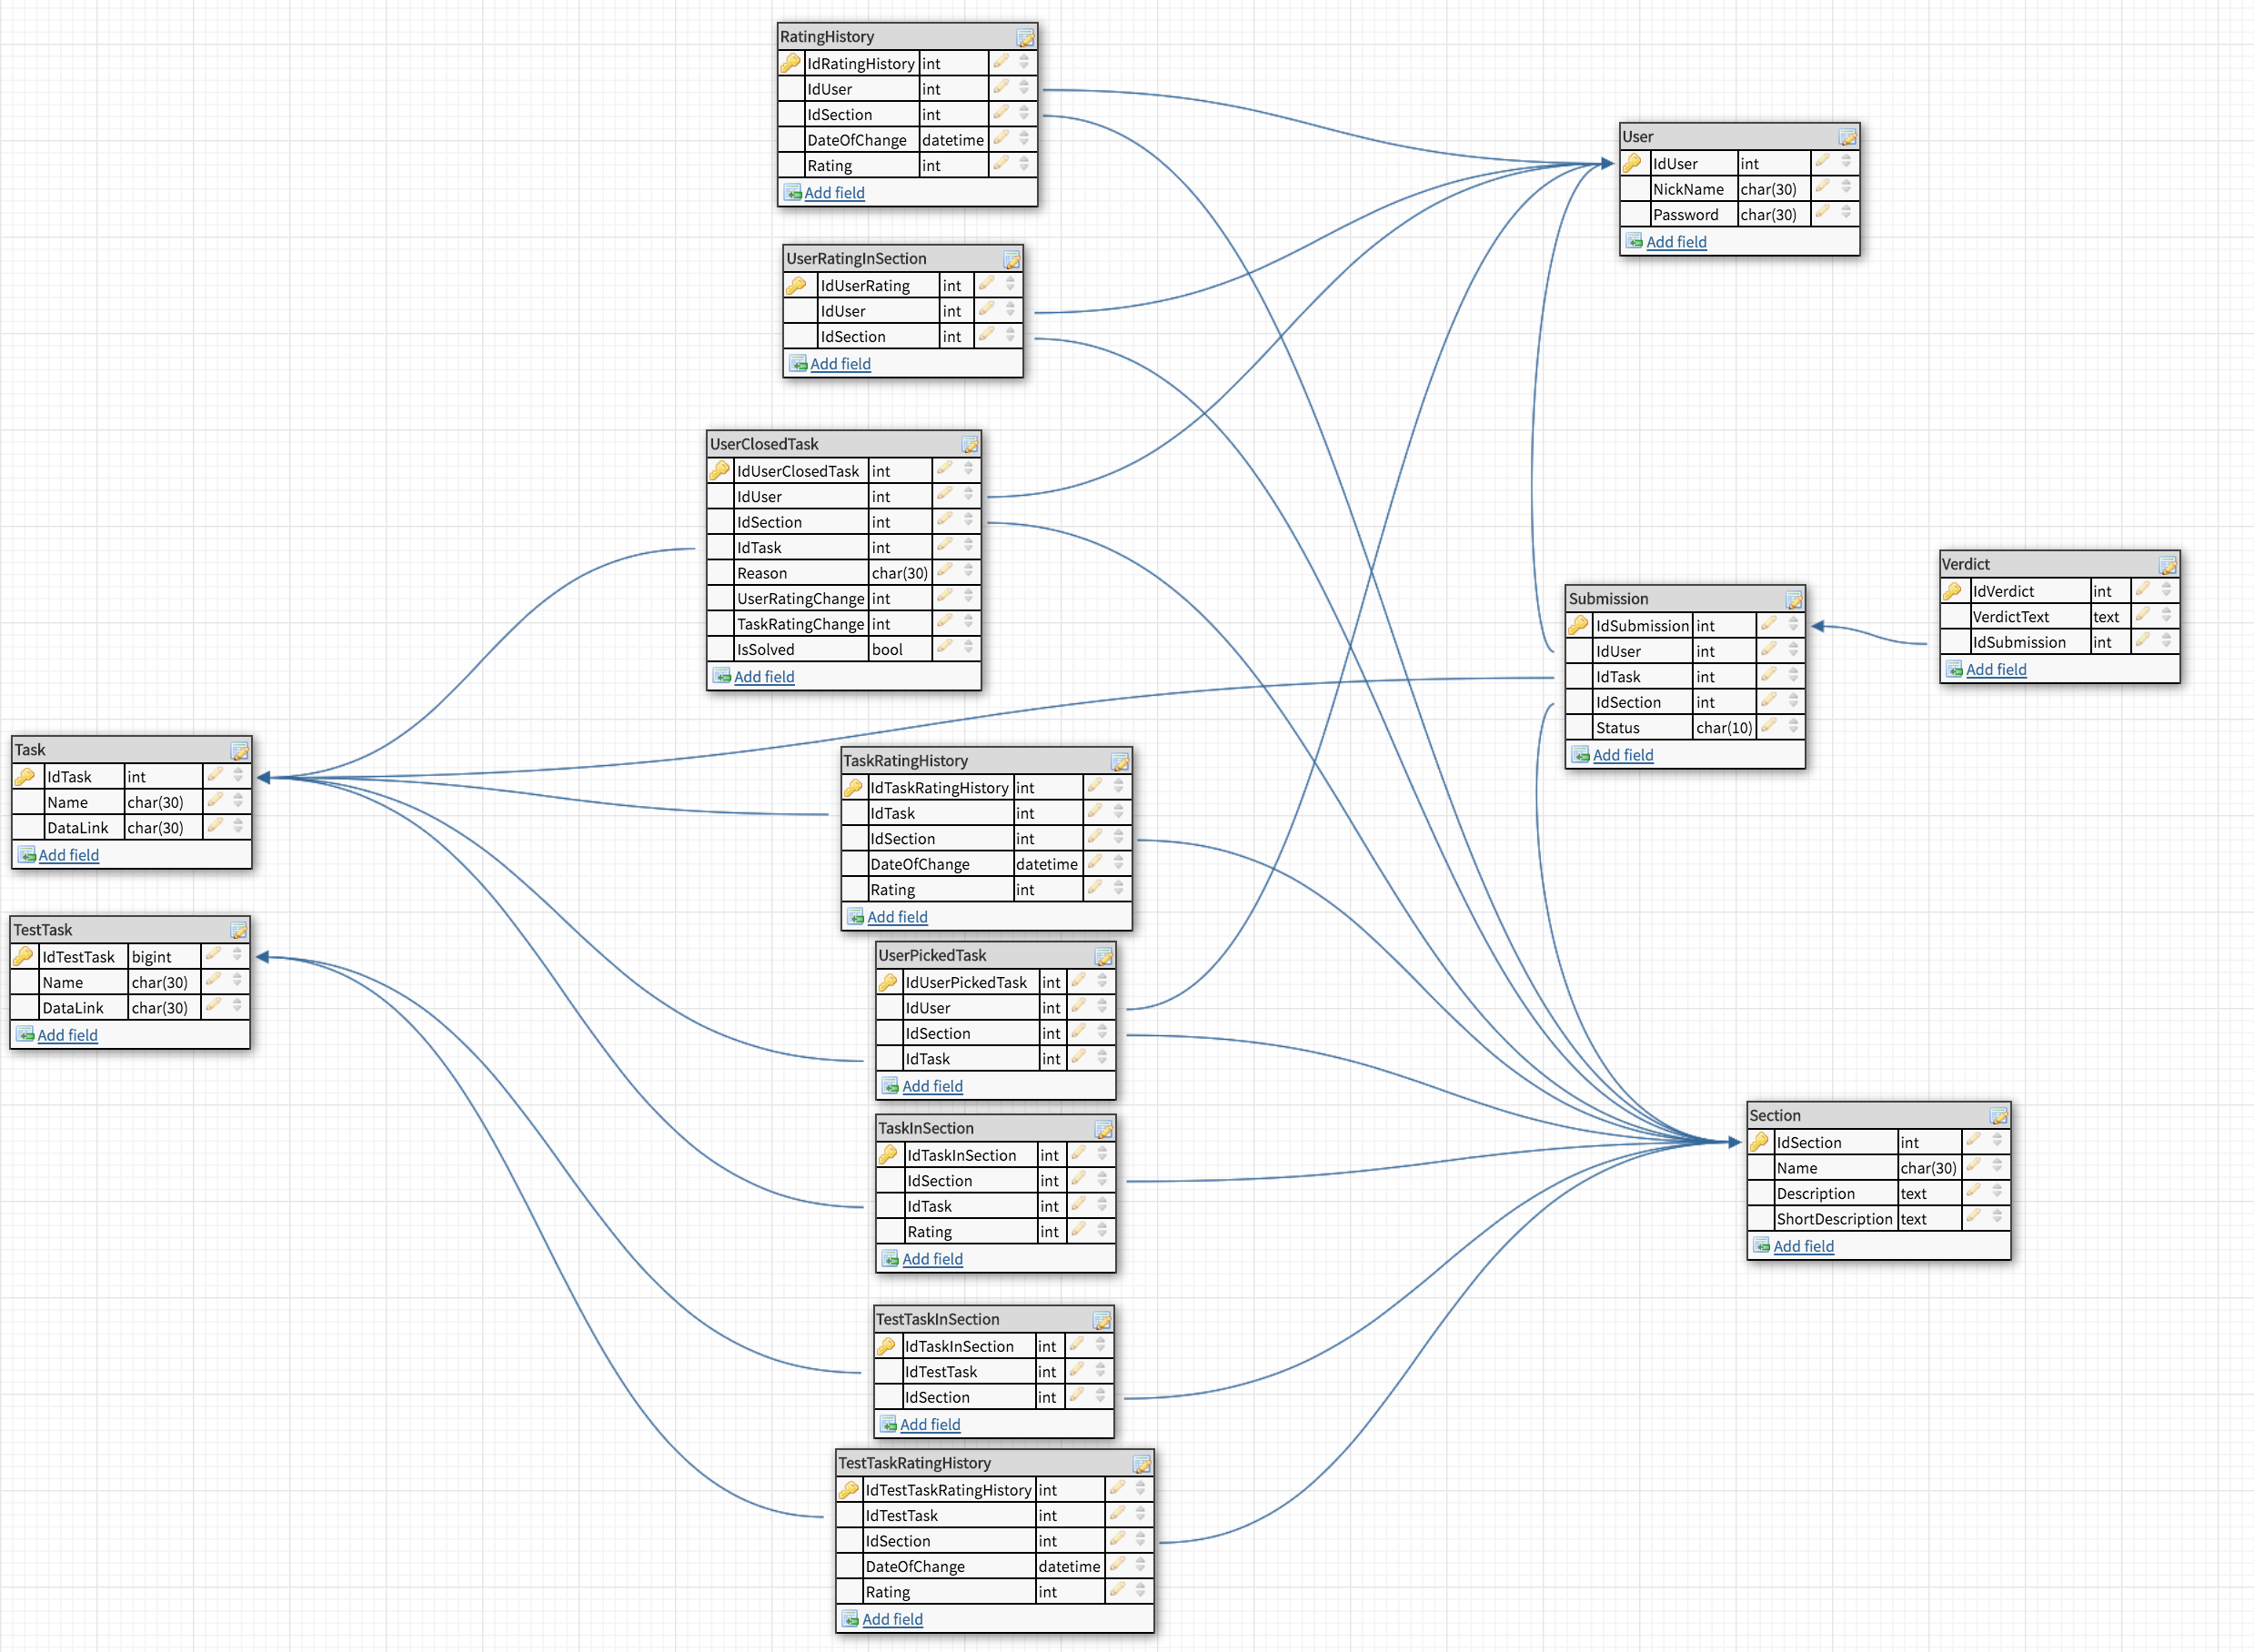 RatingHistory
IdRatingHistory int
IdUser int
IdSection int
DateOfChange datetime
Rating int
Add field
User
IdUser int
NickName char(30)
Password char(30)
Add field
UserRatingInSection
IdUserRating int
IdUser int
IdSection int
Add field
UserClosedTask
IdUserClosedTask int
IdUser int
IdSection int
IdTask int
Reason char(30)
UserRatingChange int
TaskRatingChange int
IsSolved bool
Add field
Verdict
IdVerdict int
VerdictText text
IdSubmission int
Add field
Submission
IdSubmission int
IdUser int
IdTask int
IdSection int
Status char(10)
Add field
Task
IdTask int
Name char(30)
DataLink char(30)
Add field
TaskRatingHistory
IdTaskRatingHistory int
IdTask int
IdSection int
DateOfChange datetime
Rating int
Add field
TestTask
IdTestTask bigint
Name char(30)
DataLink char(30)
Add field
UserPickedTask
IdUserPickedTask int
IdUser int
IdSection int
IdTask int
Add field
TaskInSection
IdTaskInSection int
IdSection int
IdTask int
Rating int
Add field
Section
IdSection int
Name char(30)
Description text
ShortDescription text
Add field
TestTaskInSection
IdTaskInSection int
IdTestTask int
IdSection int
Add field
TestTaskRatingHistory
IdTestTaskRatingHistory int
IdTestTask int
IdSection int
DateOfChange datetime
Rating int
Add field